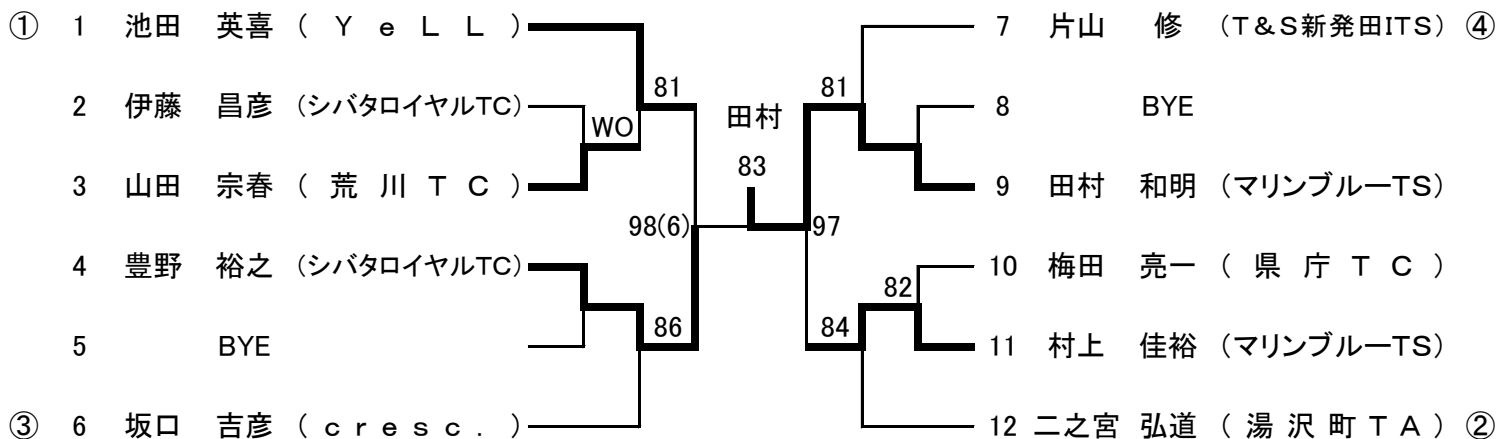 ① 1 池田 英喜 ( Y e L L ) 7 片山 修 (T&S新発田ITS) ④
81 81
2 伊藤 昌彦 (シバタロイヤルTC) 田村 8 BYE
WO
83
3 山田 宗春 ( 荒 川 T C ) 9 田村 和明 (マリンブルーTS)
98(6) 97
4 豊野 裕之 (シバタロイヤルTC) 10 梅田 亮一 ( 県 庁 T C )
82
86 84
5 BYE 11 村上 佳裕 (マリンブルーTS)
③ 6 坂口 吉彦 ( c r e s c . ) 12 二之宮 弘道 ( 湯 沢 町 T A ) ②